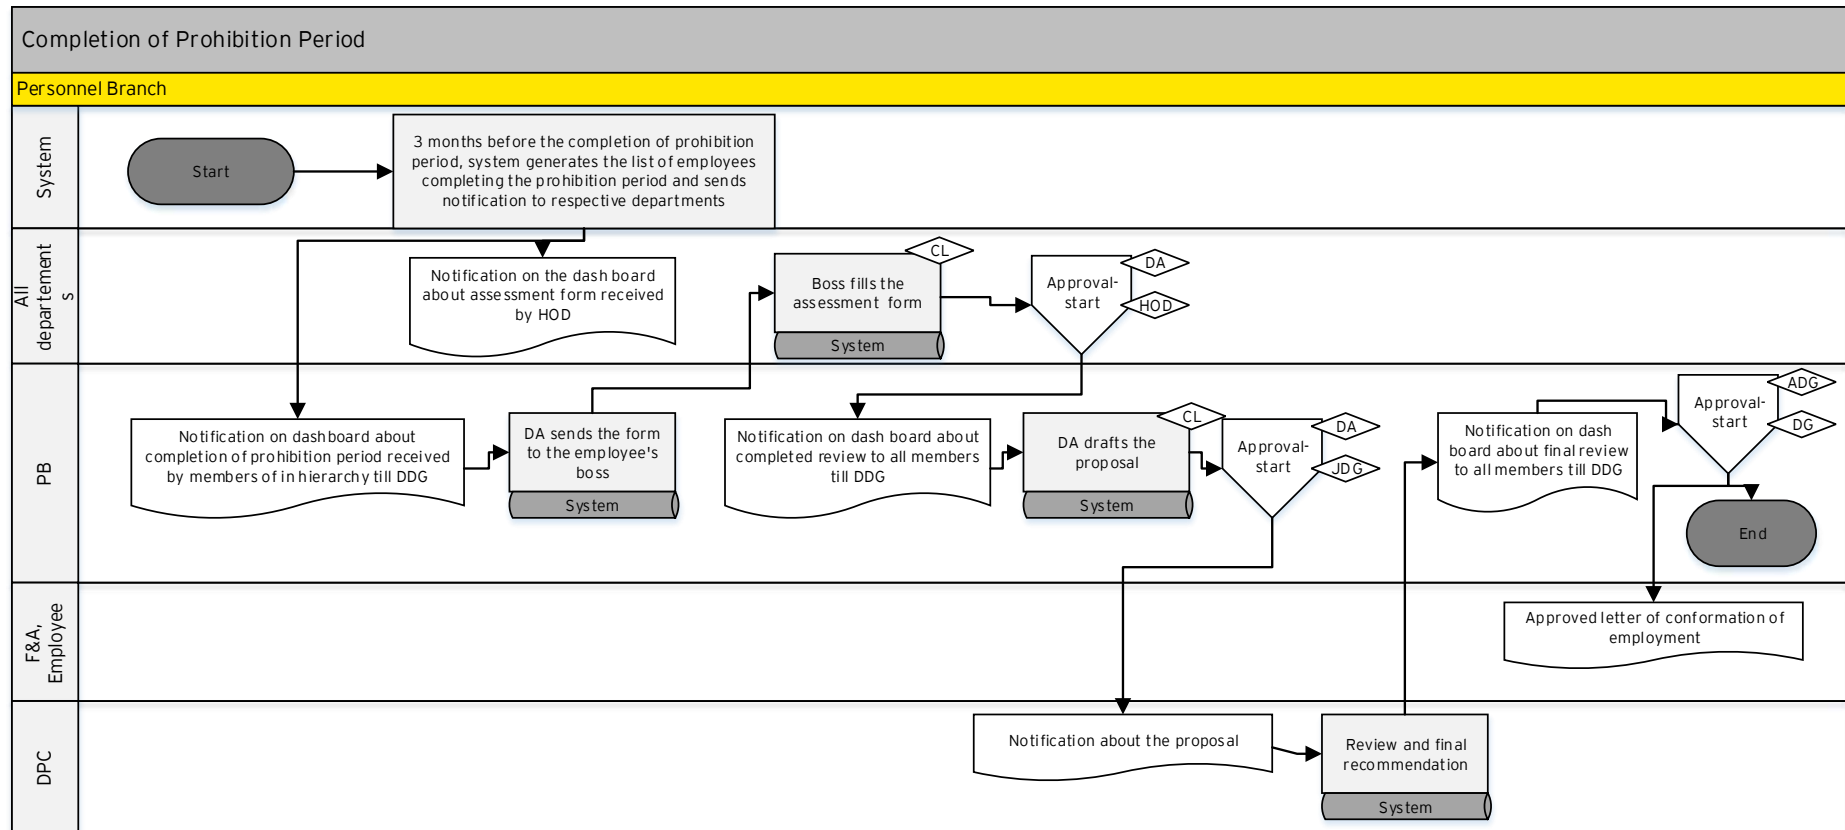 Completion of Prohibition Period
Personnel Branch
System
Start
3 months before the completion of prohibition
period, system generates the list of employees
completing the prohibition period and sends
notification to respective departments
All
departement
s
Notification on the dash board
about assessment form received
by HOD
Boss fills the
assessment form
CL
System
Approval-
start
DA
HOD
PB
Notification on dashboard about
completion of prohibition period received
by members of in hierarchy till DDG
DA sends the form
to the employee's
boss
System
Notification on dash board about
completed review to all members
till DDG
DA drafts the
proposal
CL
System
Approval-
start
DA
JDG
Notification on dash
board about final review
to all members till DDG
Approval-
start
ADG
DG
End
F&A,
Employee
Approved letter of conformation of
employment
DPC
Notification about the proposal
Review and final
recommendation
System